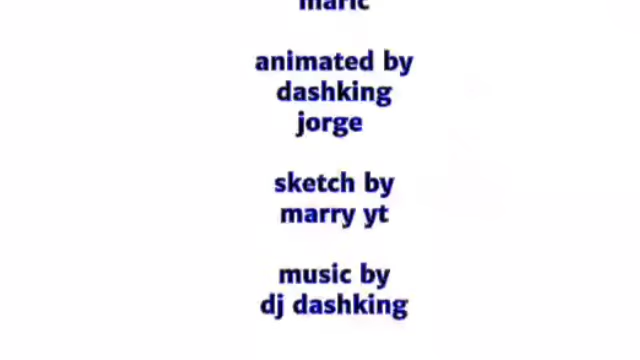 animated by
dashking
jorge
sketch by
marry yt
music by
dj dashking